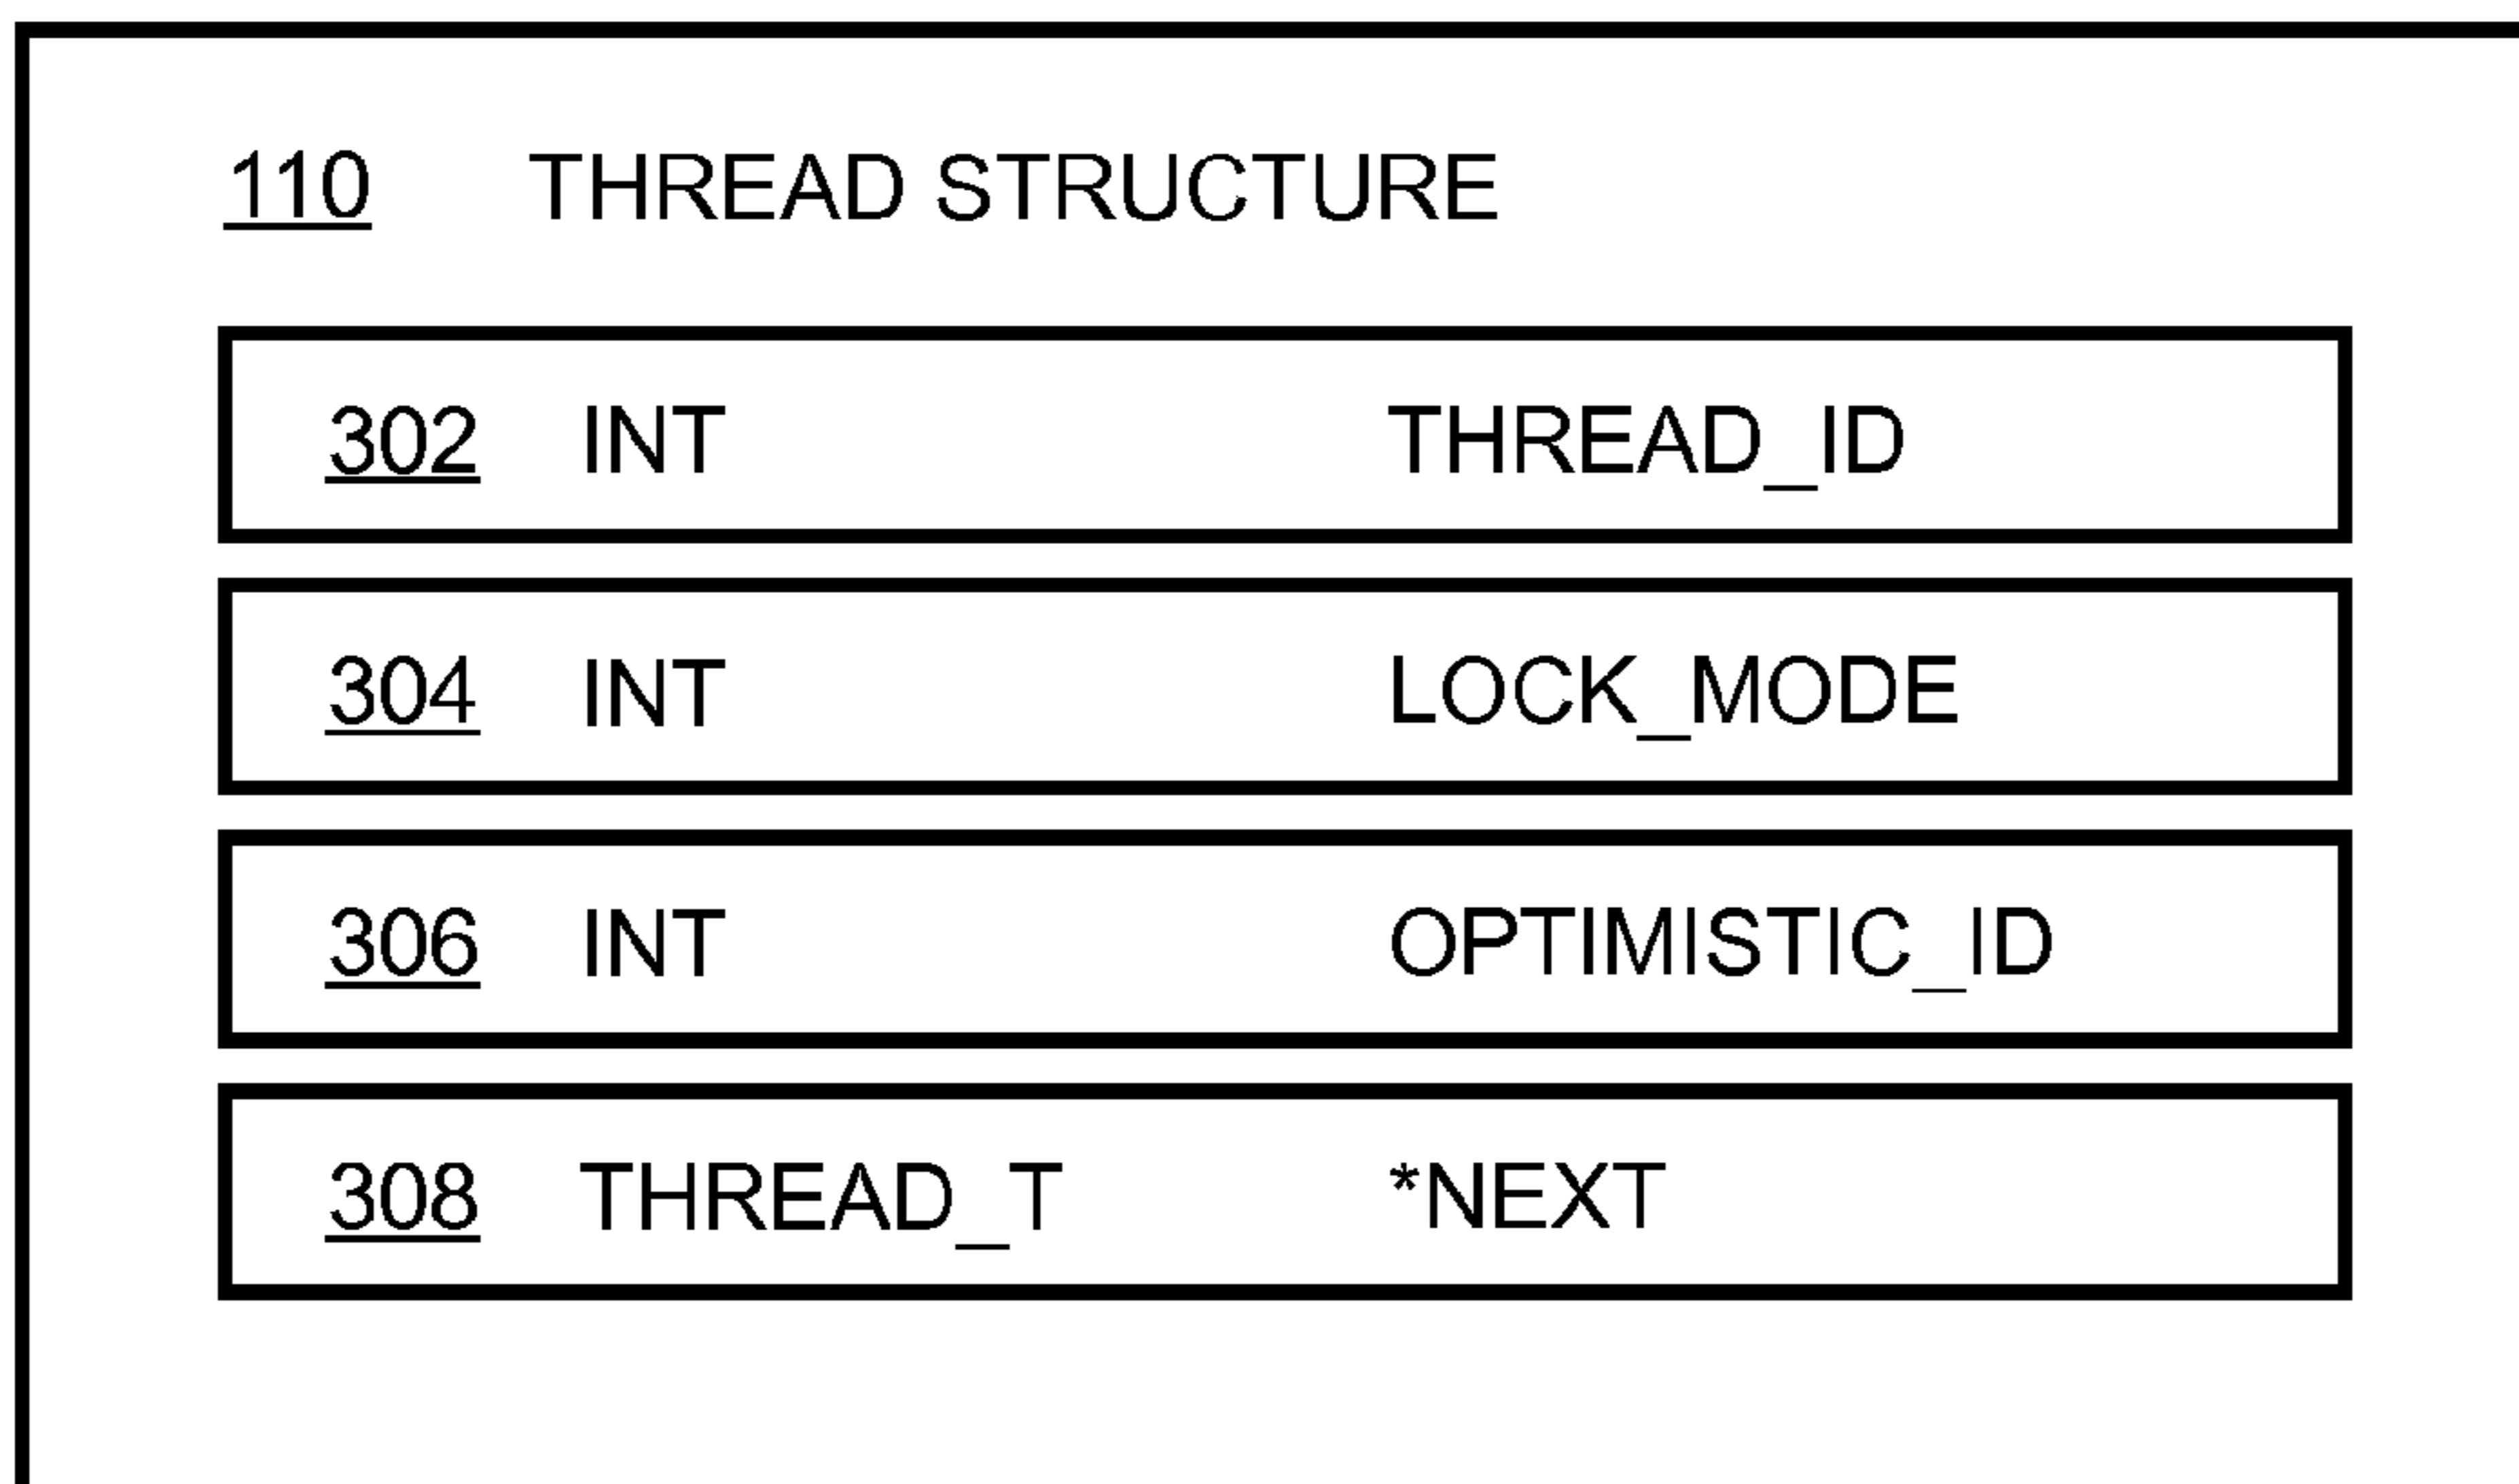 110 THREAD STRUCTURE
302 INT THREAD_ID
304 INT LOCK_MODE
306 INT OPTIMISTIC_ID
308 THREAD_T *NEXT